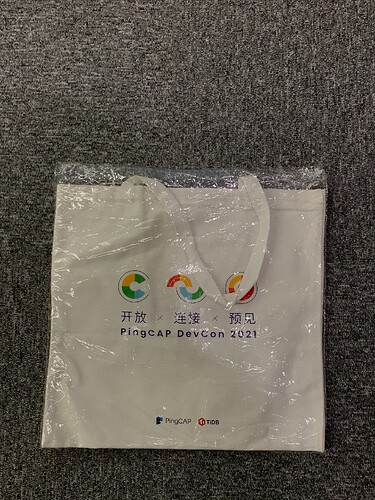 开放 × 连接 × 预见
PingCAP DevCon 2021
PingCAP TiDB